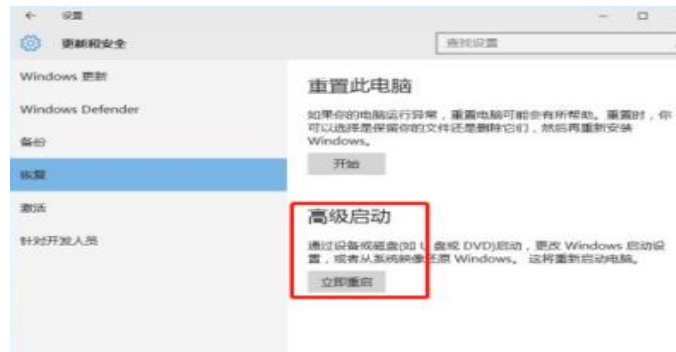 设置
更新和安全
查找设置
Windows 更新
Windows Defender
备份
恢复
激活
针对开发人员
重置此电脑
如果你的电脑运行异常，重置电脑可能会有所帮助。重置时，你
可以选择是保留你的文件还是删除它们，然后再重新安装
Windows。
开始
高级启动
通过设备或磁盘(如 U 盘或 DVD)启动，更改 Windows 启动设
置，或者从系统映像还原 Windows。 这将重新启动电脑。
立即重启